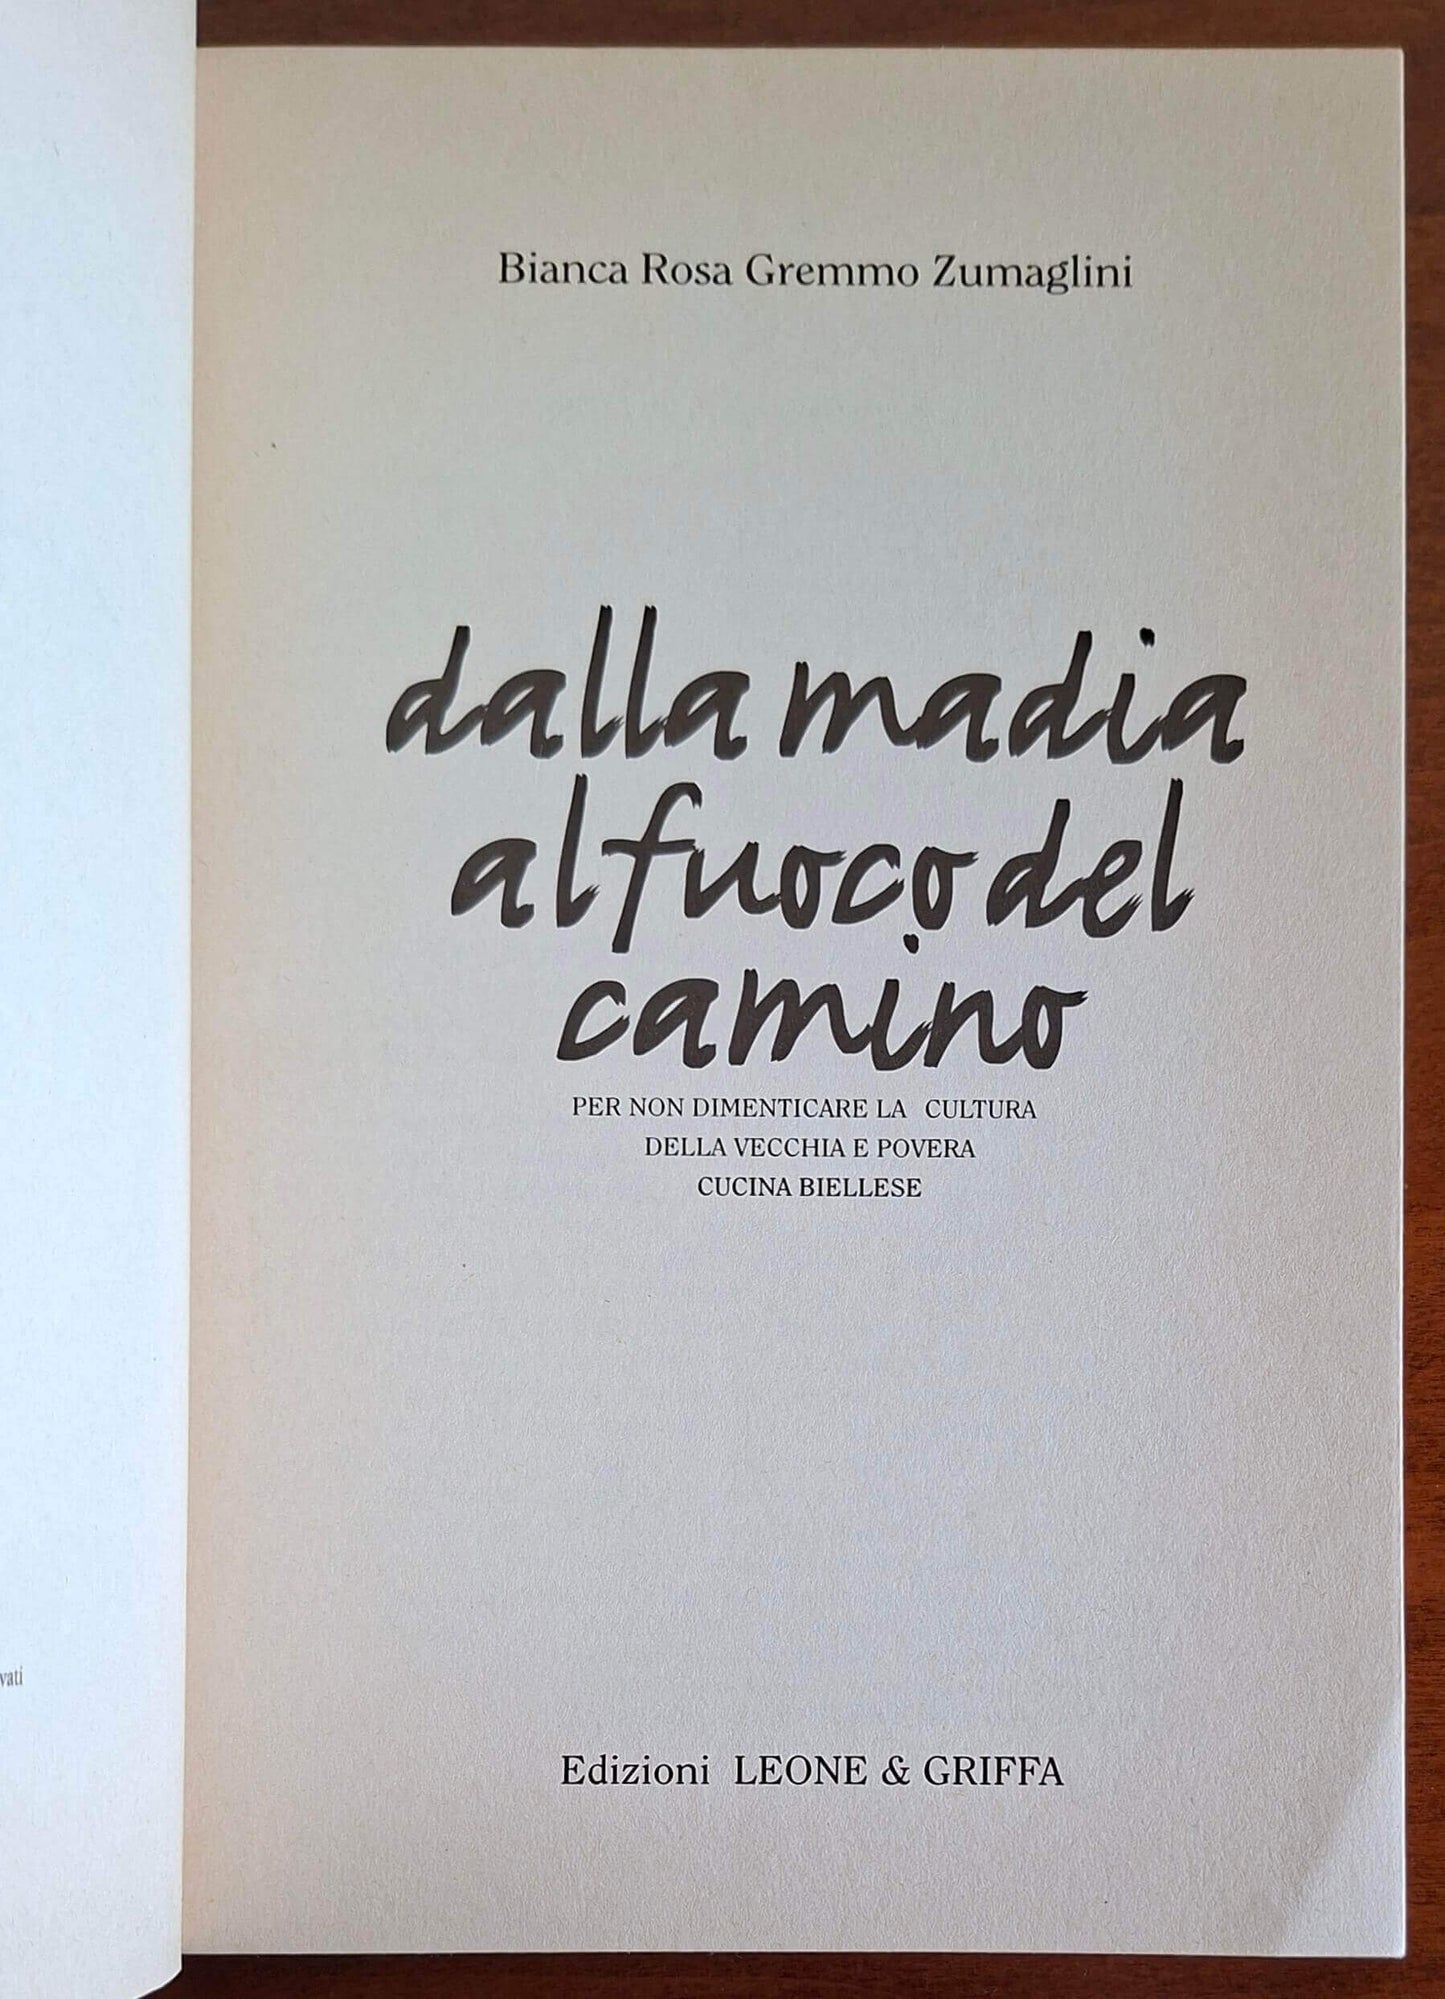 Bianca Rosa Gremmo Zumaglini
dalla madia
al fuoco del
camino
PER NON DIMENTICARE LA CULTURA
DELLA VECCHIA E POVERA
CUCINA BIELLESE
vati
Edizioni LEONE & GRIFFA